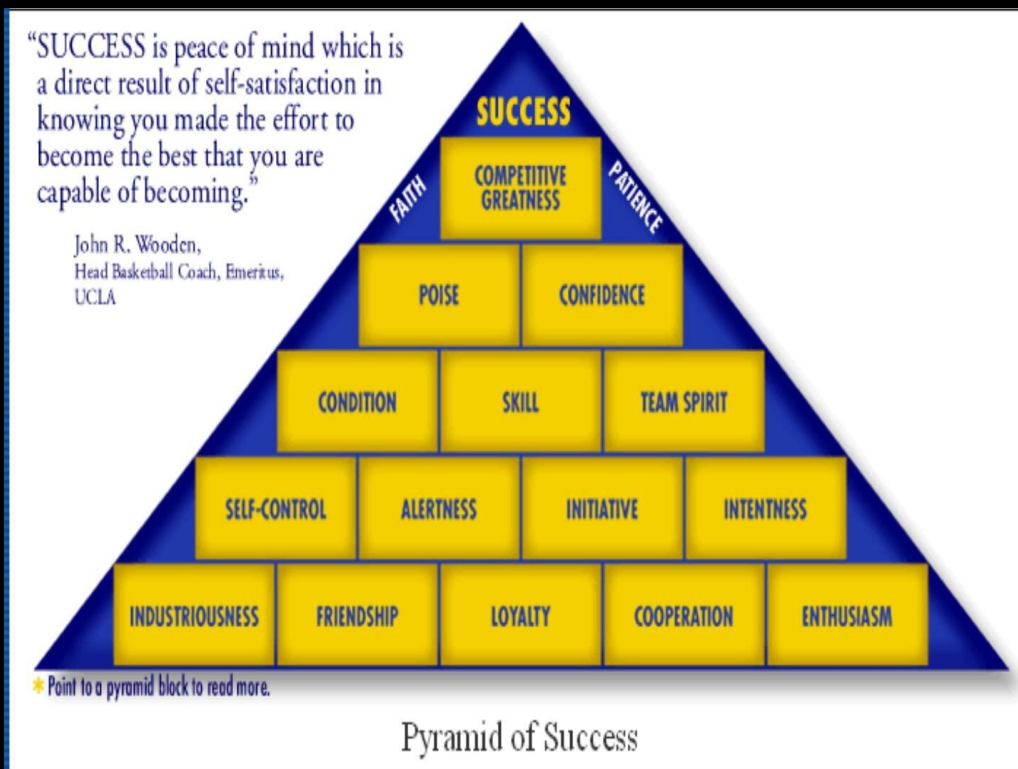 “SUCCESS is peace of mind which is
a direct result of self-satisfaction in
knowing you made the effort to
become the best that you are
capable of becoming.”
John R. Wooden,
Head Basketball Coach, Emeritus,
UCLA
SUCCESS
FAITH
PATIENCE
COMPETITIVE
GREATNESS
POISE CONFIDENCE
CONDITION SKILL TEAM SPIRIT
SELF-CONTROL ALERTNESS INITIATIVE INTENTNESS
INDUSTRIOUSNESS FRIENDSHIP LOYALTY COOPERATION ENTHUSIASM
* Point to a pyramid block to read more.
Pyramid of Success